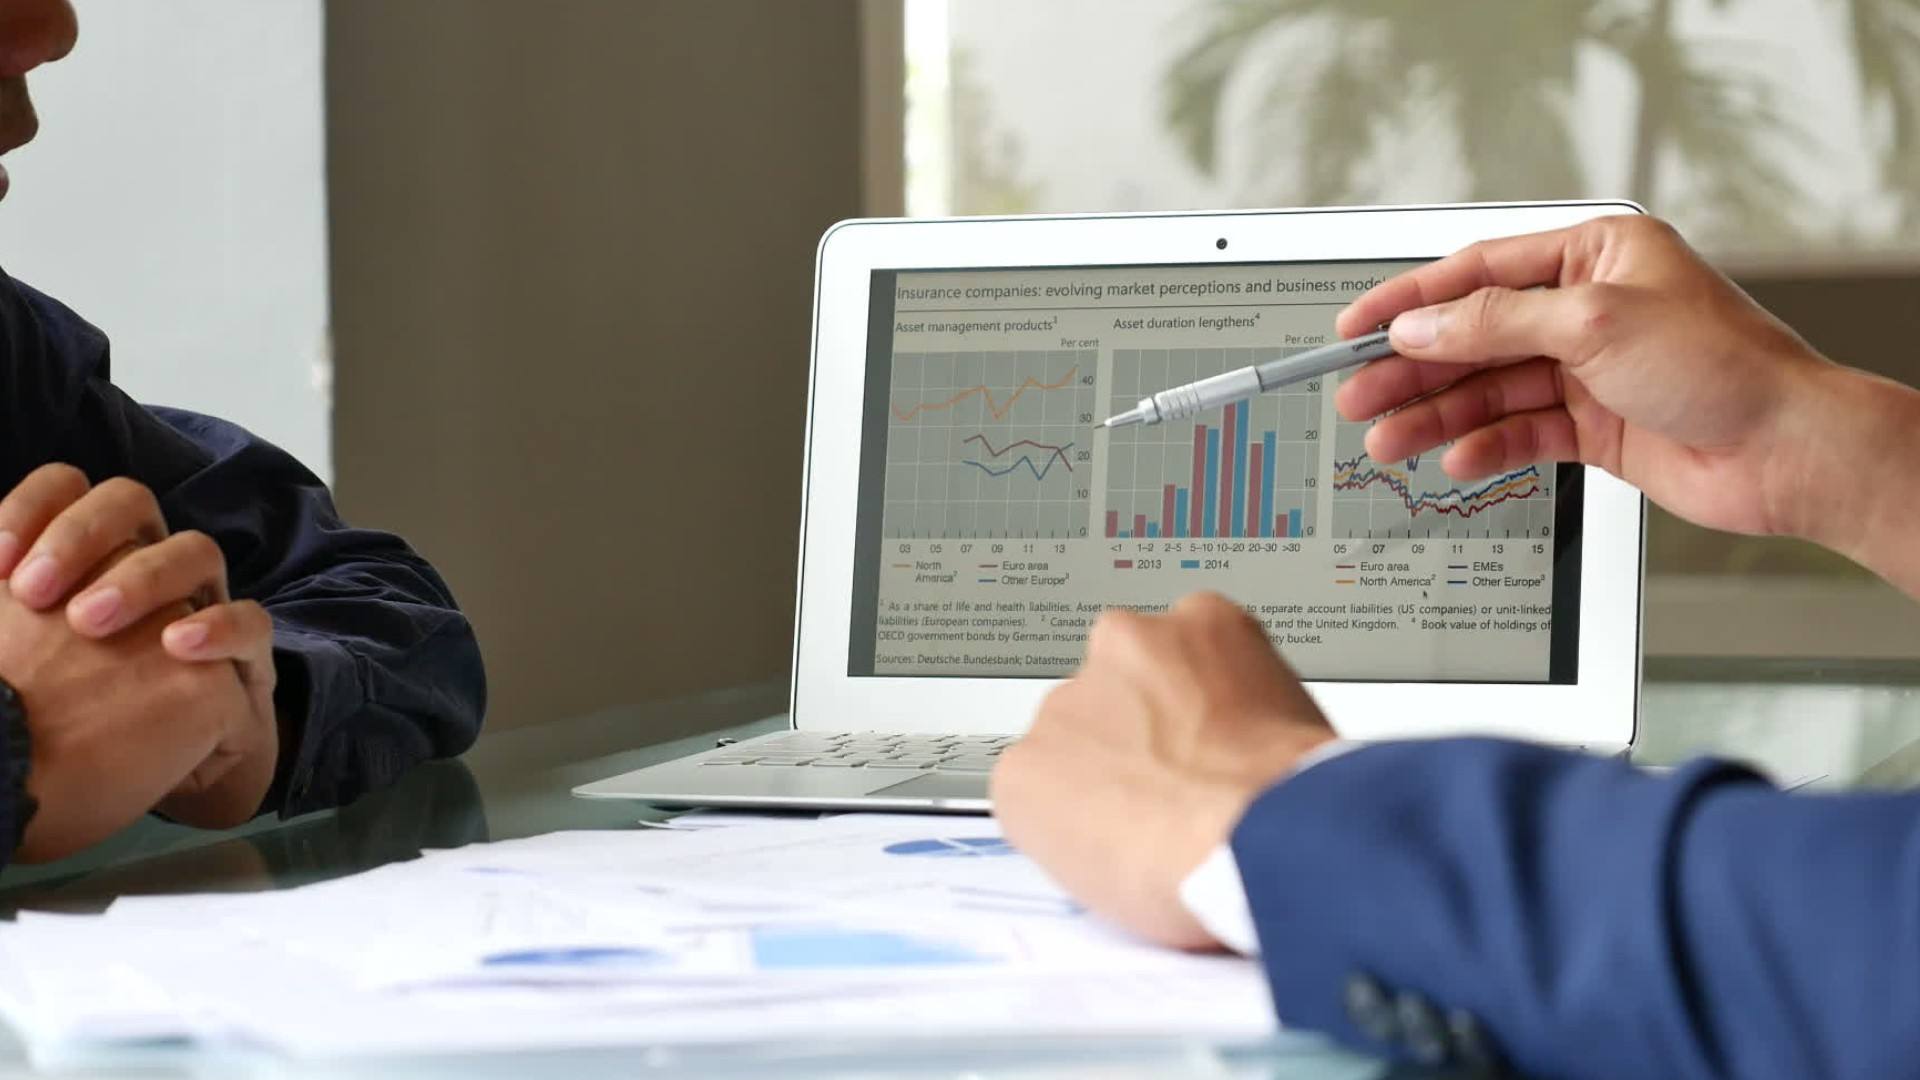 Insurance companies: evolving market perceptions and business mode
Asset management products¹
Asset duration lengthens⁴
Per cent
Per cent
40
30
20
10
0
30
20
10
0
1
0
03 05 07 09 11 13
<1 1–2 2–5 5–10 10–20 20–30 >30
05 07 09 11 13 15
North America²
Euro area
Other Europe³
2013 2014
Euro area
North America²
EMEs
Other Europe³
¹ As a share of life and health liabilities. Asset management to separate account liabilities (US companies) or unit-linked
liabilities (European companies). ² Canada and the United Kingdom. ⁴ Book value of holdings of
OECD government bonds by German bucket.
Sources: Deutsche Bundesbank; Datastream;